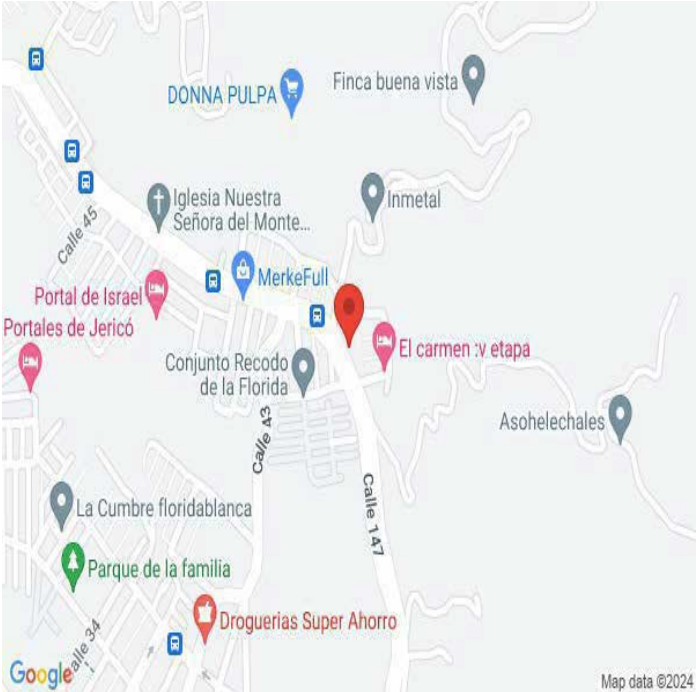 Finca buena vista
DONNA PULPA
Inmetal
Iglesia Nuestra
Señora del Monte...
Calle 45
MerkeFull
Portal de Israel
Portales de Jericó
El carmen :v etapa
Conjunto Recodo
de la Florida
Asohelechales
Calle 43
Calle 147
La Cumbre floridablanca
Parque de la familia
Droguerias Super Ahorro
alle 34
Google
Map data ©2024